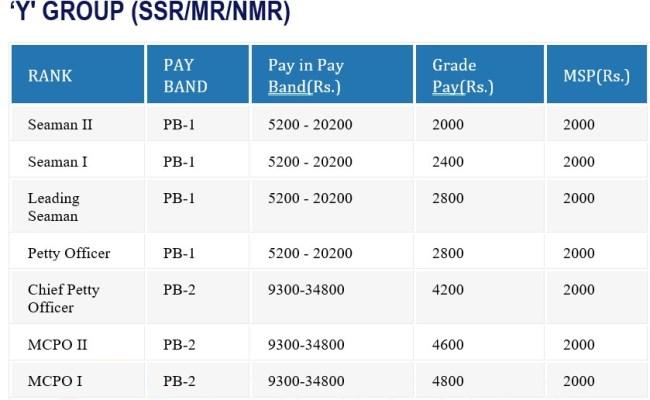 'Y' GROUP (SSR/MR/NMR)
RANK PAY BAND Pay in Pay Band(Rs.) Grade Pay(Rs.) MSP(Rs.)
Seaman II PB-1 5200 - 20200 2000 2000
Seaman I PB-1 5200 - 20200 2400 2000
Leading Seaman PB-1 5200 - 20200 2800 2000
Petty Officer PB-1 5200 - 20200 2800 2000
Chief Petty Officer PB-2 9300-34800 4200 2000
MCPO II PB-2 9300-34800 4600 2000
MCPO I PB-2 9300-34800 4800 2000